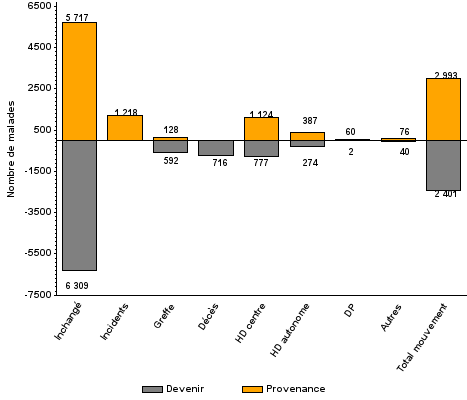 6500
4500
2500
500
-1500
-3500
-5500
-7500
Nombre de malades
5 717
1 218
128
1 124
387
60
76
2 993
6 309
592
716
777
274
2
40
2 401
Inchangé
Incidents
Greffe
Décès
HD centre
HD autonome
DP
Autres
Total mouvement
Devenir
Provenance